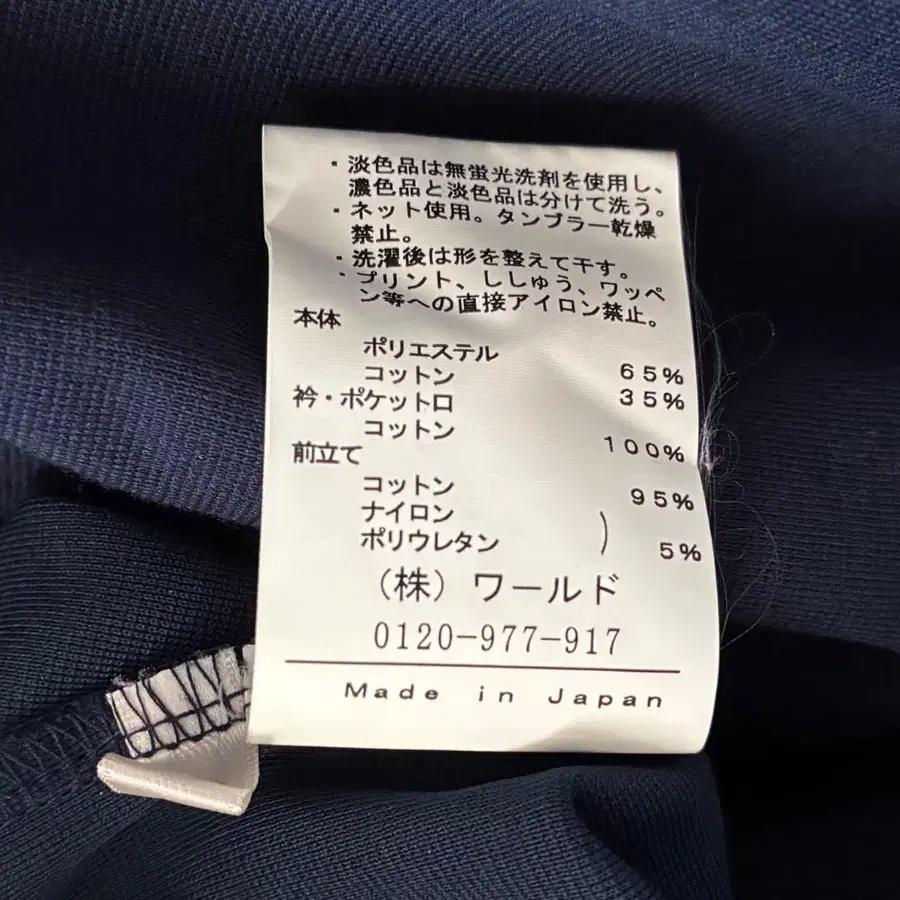 ・淡色品は無蛍光洗剤を使用し、
濃色品と淡色品は分けて洗う。
・ネット使用。タンブラー乾燥
禁止。
・洗濯後は形を整えて干す。
・プリント、ししゅう、ワッペ
ン等への直接アイロン禁止。
本体
ポリエステル 65%
コットン 35%
衿・ポケット口
コットン 100%
前立て
コットン 95%
ナイロン
ポリウレタン ) 5%
(株)ワールド
0120-977-917
Made in Japan